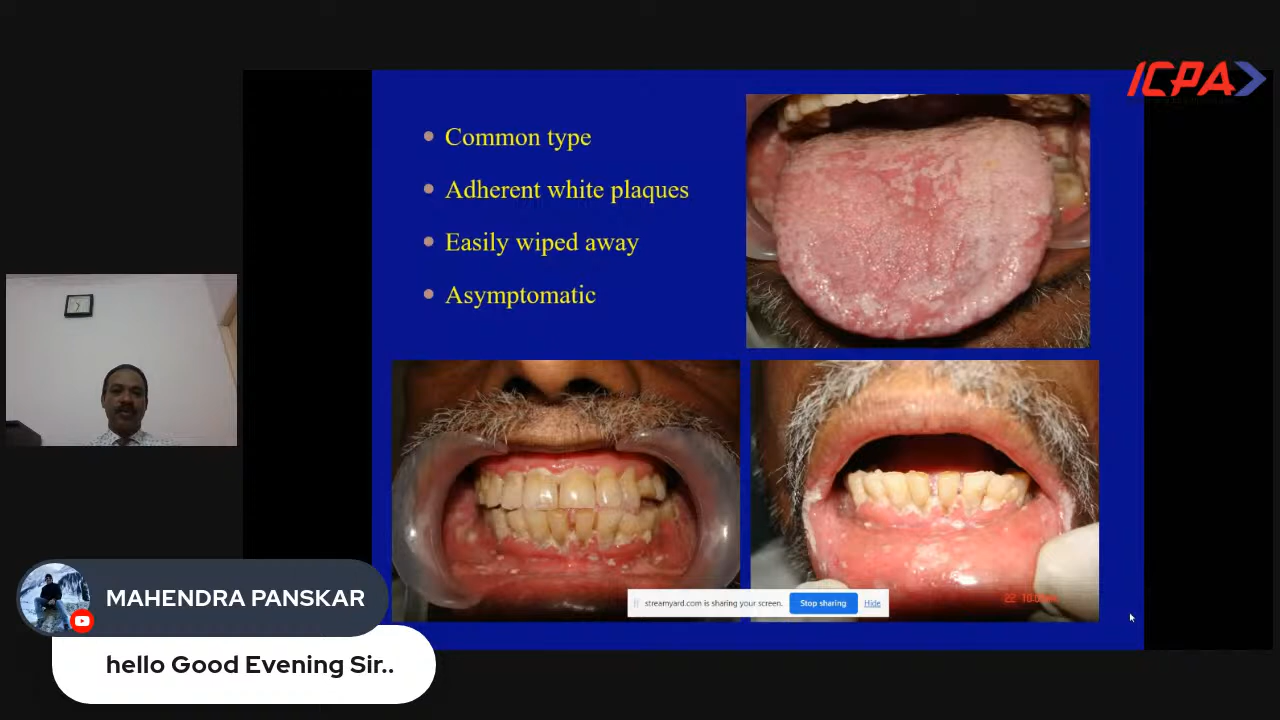 ICPA
Common type
Adherent white plaques
Easily wiped away
Asymptomatic
streamyard.com is sharing your screen.
Stop sharing
Hide
MAHENDRA PANSKAR
hello Good Evening Sir..